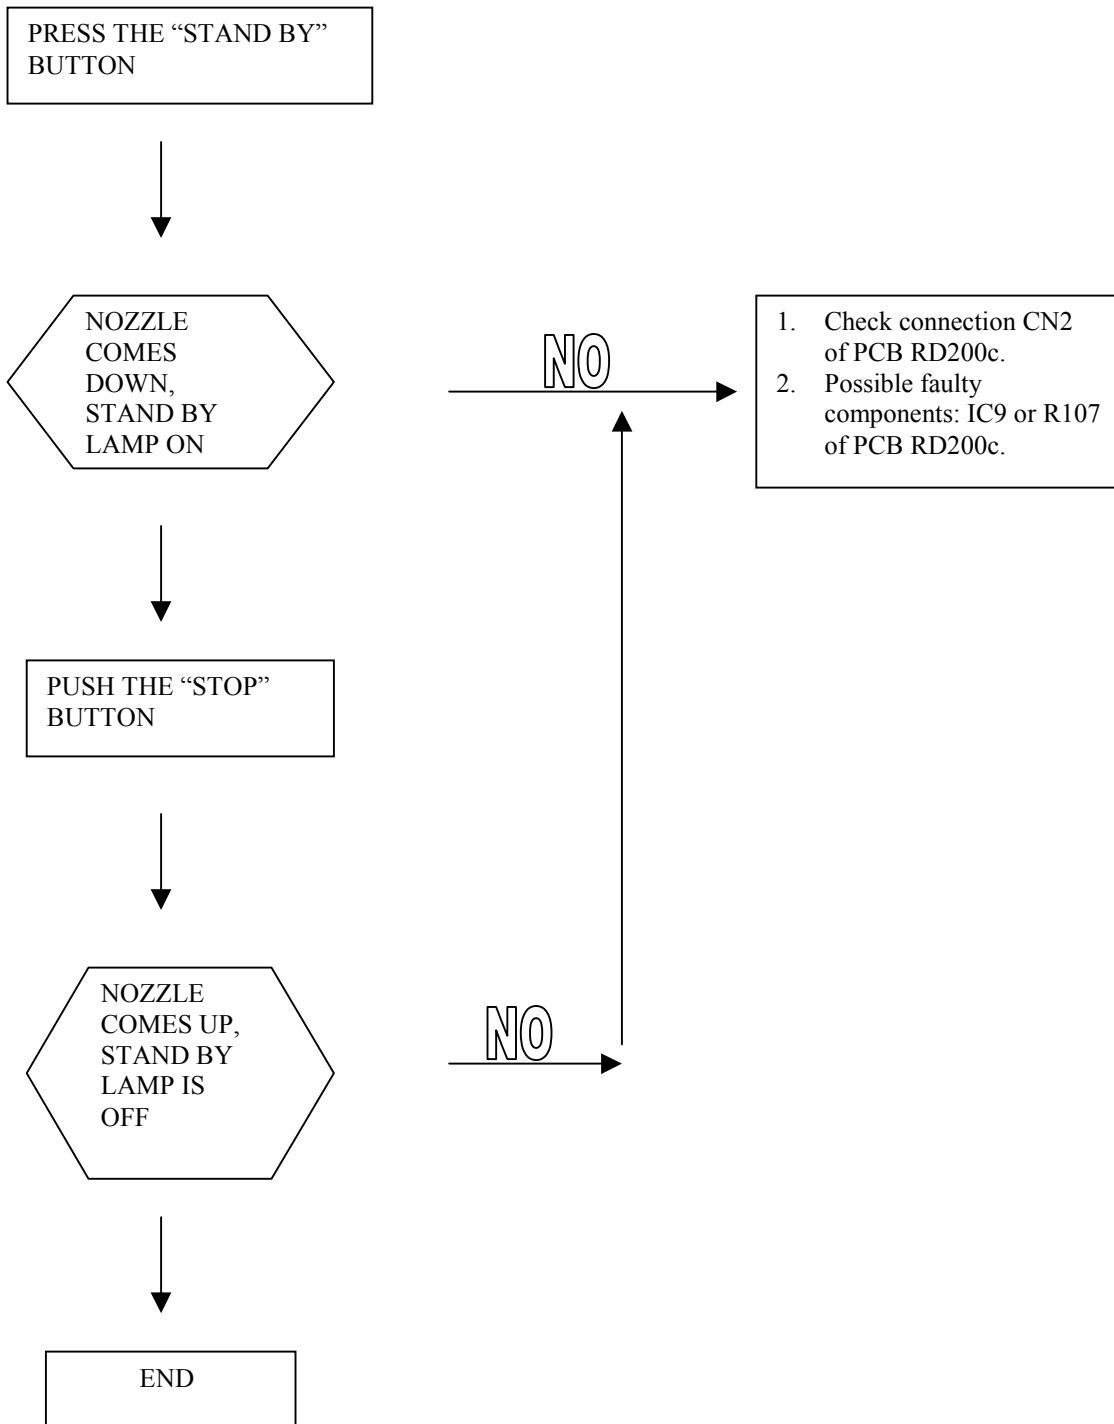 PRESS THE “STAND BY”
BUTTON
NOZZLE
COMES
DOWN,
STAND BY
LAMP ON
NO
1. Check connection CN2
of PCB RD200c.
2. Possible faulty
components: IC9 or R107
of PCB RD200c.
PUSH THE “STOP”
BUTTON
NOZZLE
COMES UP,
STAND BY
LAMP IS
OFF
NO
END